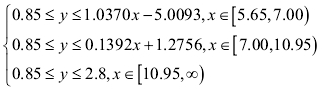 0.85 ≤ y ≤ 1.0370x − 5.0093, x ∈ [5.65, 7.00)
0.85 ≤ y ≤ 0.1392x + 1.2756, x ∈ [7.00, 10.95)
0.85 ≤ y ≤ 2.8, x ∈ [10.95, ∞)